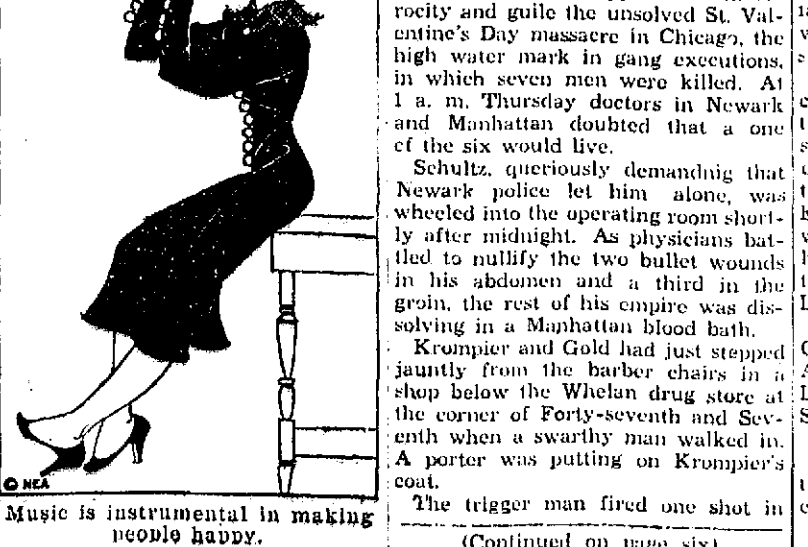 © NEA
Music is instrumental in making
people happy.
rocity and guile the unsolved St. Val-
entine's Day massacre in Chicago, the
high water mark in gang executions,
in which seven men were killed. At
1 a. m. Thursday doctors in Newark
and Manhattan doubted that a one
of the six would live.
Schultz, queriously demandnig that
Newark police let him alone, was
wheeled into the operating room short-
ly after midnight. As physicians bat-
tled to nullify the two bullet wounds
in his abdomen and a third in the
groin, the rest of his empire was dis-
solving in a Manhattan blood bath.
Krompier and Gold had just stepped
jauntly from the barber chairs in a
shop below the Whelan drug store at
the corner of Forty-seventh and Sev-
enth when a swarthy man walked in.
A porter was putting on Krompier's
coat.
The trigger man fired one shot in
(Continued on page six)